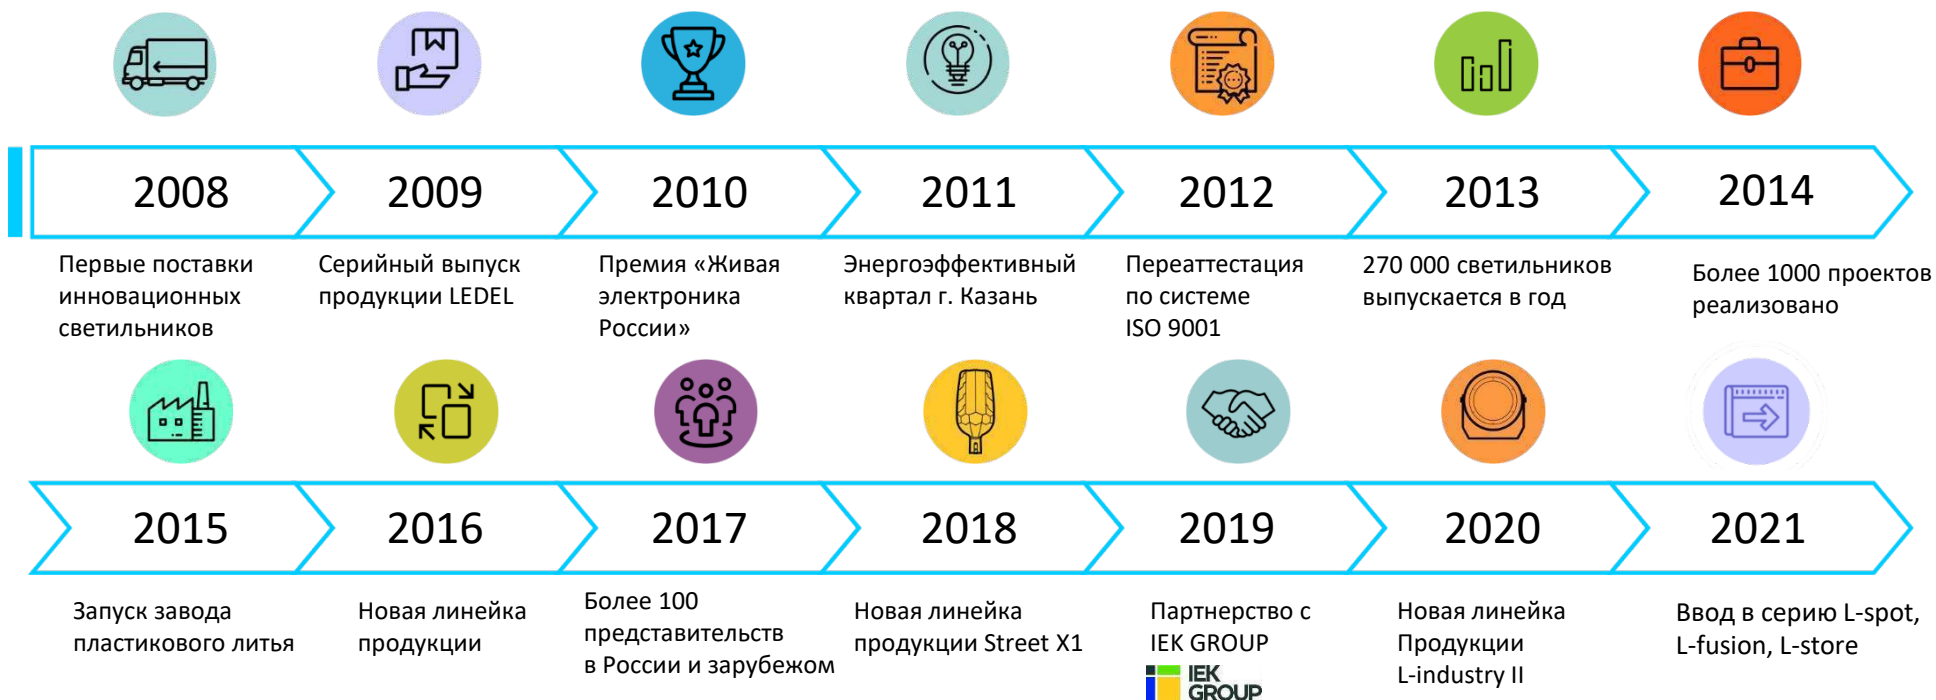 2008
2009
2010
2011
2012
2013
2014
Первые поставки
инновационных
светильников
Серийный выпуск
продукции LEDEL
Премия «Живая
электроника
России»
Энергоэффективный
квартал г. Казань
Переаттестация
по системе
ISO 9001
270 000 светильников
выпускается в год
Более 1000 проектов
реализовано
2015
2016
2017
2018
2019
2020
2021
Запуск завода
пластикового литья
Новая линейка
продукции
Более 100
представительств
в России и зарубежом
Новая линейка
продукции Street X1
Партнерство с
IEK GROUP
IEK
GROUP
Новая линейка
Продукции
L-industry II
Ввод в серию L-spot,
L-fusion, L-store